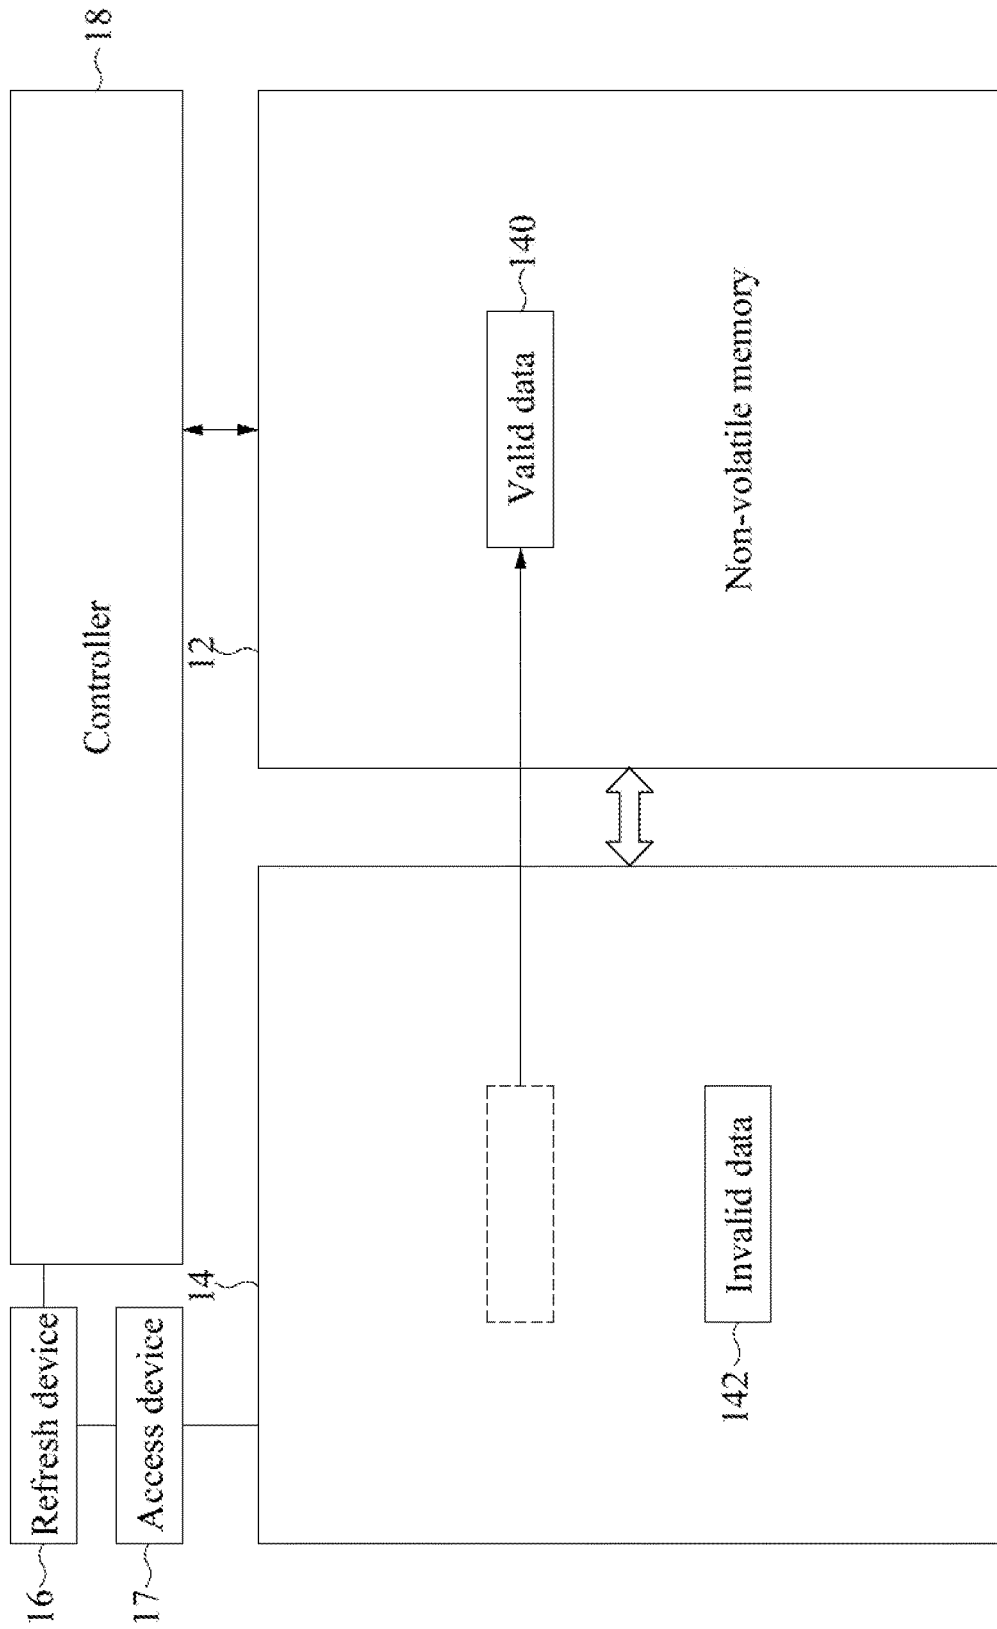 16
Refresh device
17
Access device
Controller
18
14
12
Valid data
140
142
Invalid data
Non-volatile memory